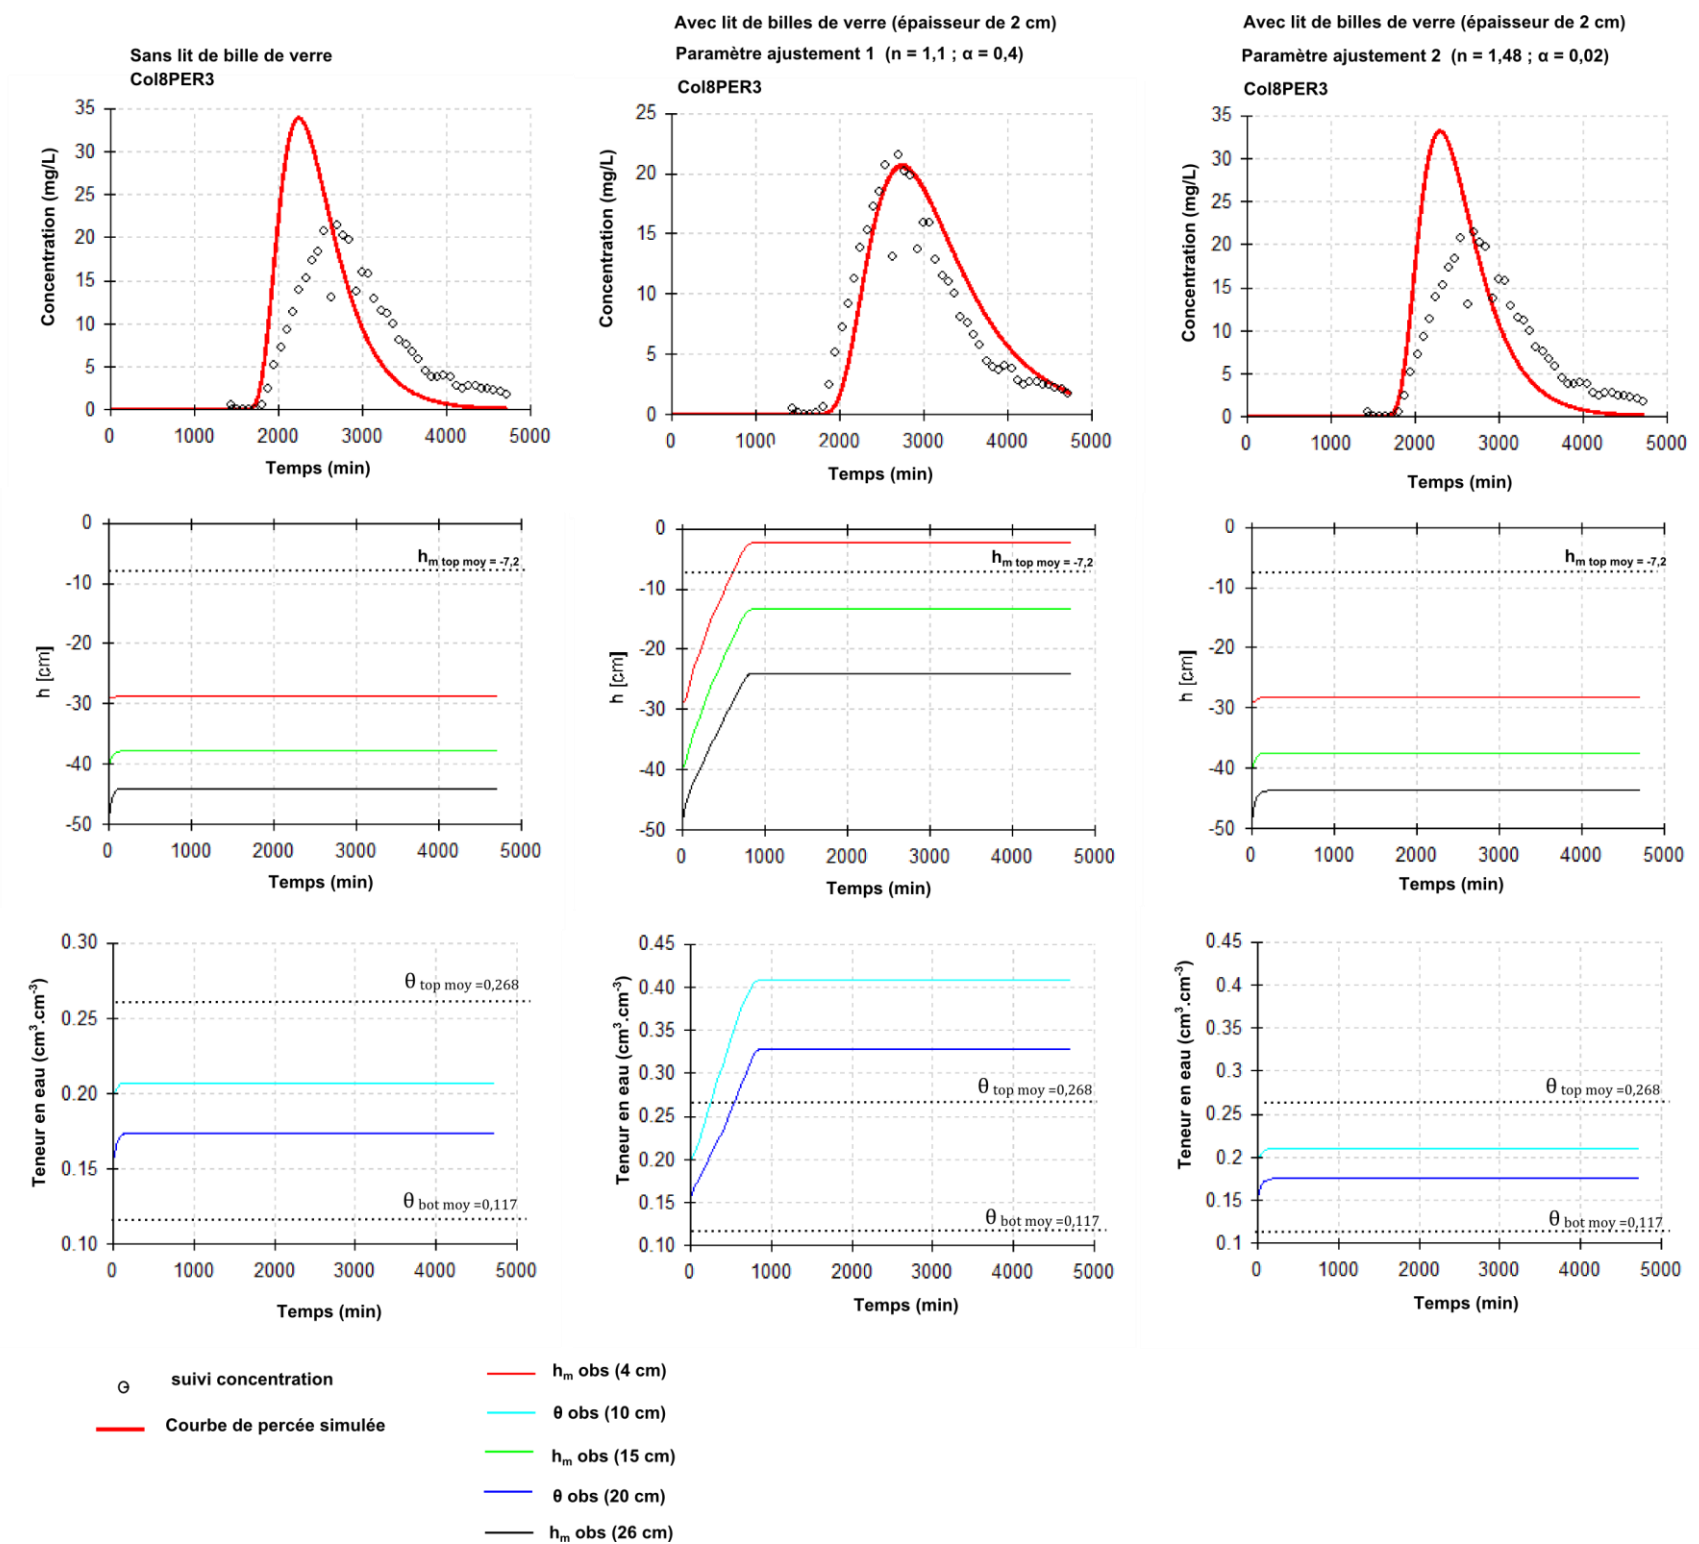 Sans lit de bille de verre
Col8PER3
Concentration (mg/L)
35
30
25
20
15
10
5
0
0 1000 2000 3000 4000 5000
Temps (min)
Avec lit de billes de verre (épaisseur de 2 cm)
Paramètre ajustement 1 (n = 1,1 ; α = 0,4)
Col8PER3
Concentration (mg/L)
25
20
15
10
5
0
0 1000 2000 3000 4000 5000
Temps (min)
Avec lit de billes de verre (épaisseur de 2 cm)
Paramètre ajustement 2 (n = 1,48 ; α = 0,02)
Col8PER3
Concentration (mg/L)
35
30
25
20
15
10
5
0
0 1000 2000 3000 4000 5000
Temps (min)
h [cm]
0
-10
-20
-30
-40
-50
hm top moy = -7,2
0 1000 2000 3000 4000 5000
Temps (min)
h [cm]
0
-10
-20
-30
-40
-50
hm top moy = -7,2
0 1000 2000 3000 4000 5000
Temps (min)
h [cm]
0
-10
-20
-30
-40
-50
hm top moy = -7,2
0 1000 2000 3000 4000 5000
Temps (min)
Teneur en eau (cm³.cm-³)
0.30
0.25
0.20
0.15
0.10
θ top moy =0,268
θ bot moy =0,117
0 1000 2000 3000 4000 5000
Temps (min)
Teneur en eau (cm³.cm-³)
0.45
0.40
0.35
0.30
0.25
0.20
0.15
0.10
θ top moy =0,268
θ bot moy =0,117
0 1000 2000 3000 4000 5000
Temps (min)
Teneur en eau (cm³.cm-³)
0.45
0.4
0.35
0.3
0.25
0.2
0.15
0.1
θ top moy =0,268
θ bot moy =0,117
0 1000 2000 3000 4000 5000
Temps (min)
suivi concentration
Courbe de percée simulée
hm obs (4 cm)
θ obs (10 cm)
hm obs (15 cm)
θ obs (20 cm)
hm obs (26 cm)